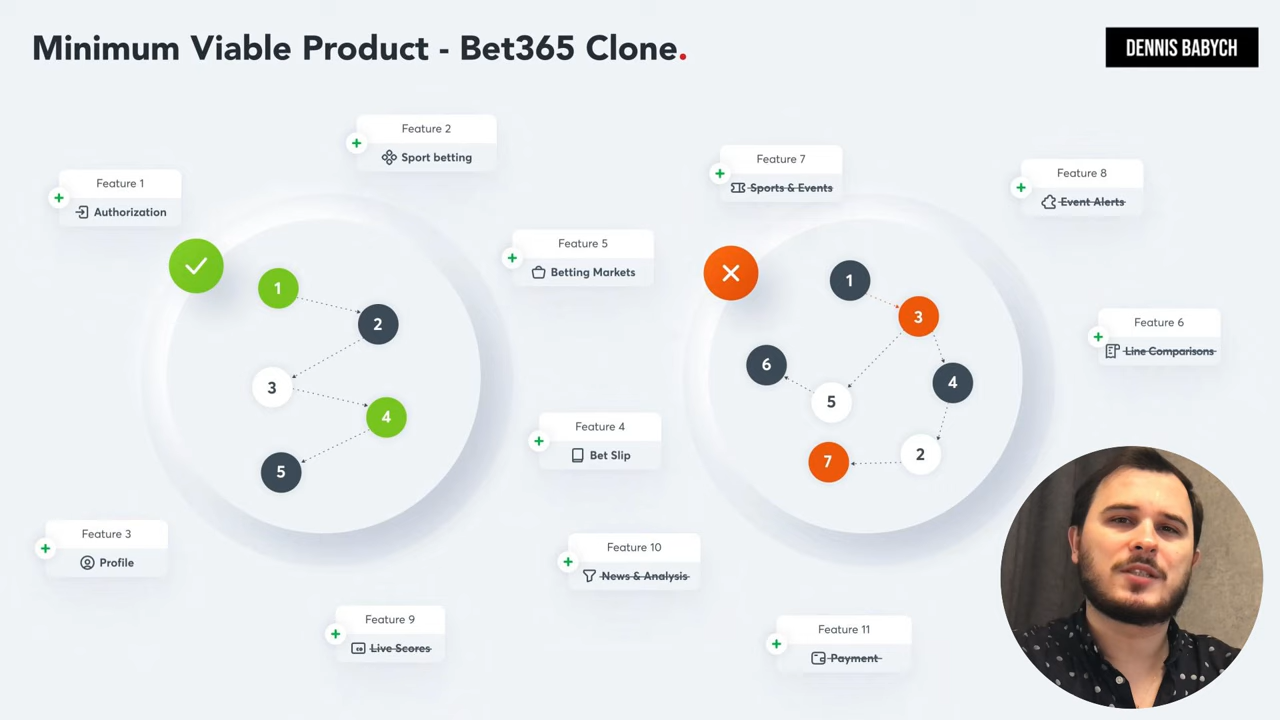 Minimum Viable Product - Bet365 Clone.
DENNIS BABYCH
Feature 2
Sport betting
Feature 1
Authorization
Feature 7
Sports & Events
Feature 8
Event Alerts
Feature 5
Betting Markets
1
2
3
4
5
1
3
6
4
5
2
7
Feature 6
Line Comparisons
Feature 4
Bet Slip
Feature 3
Profile
Feature 10
News & Analysis
Feature 9
Live Scores
Feature 11
Payment